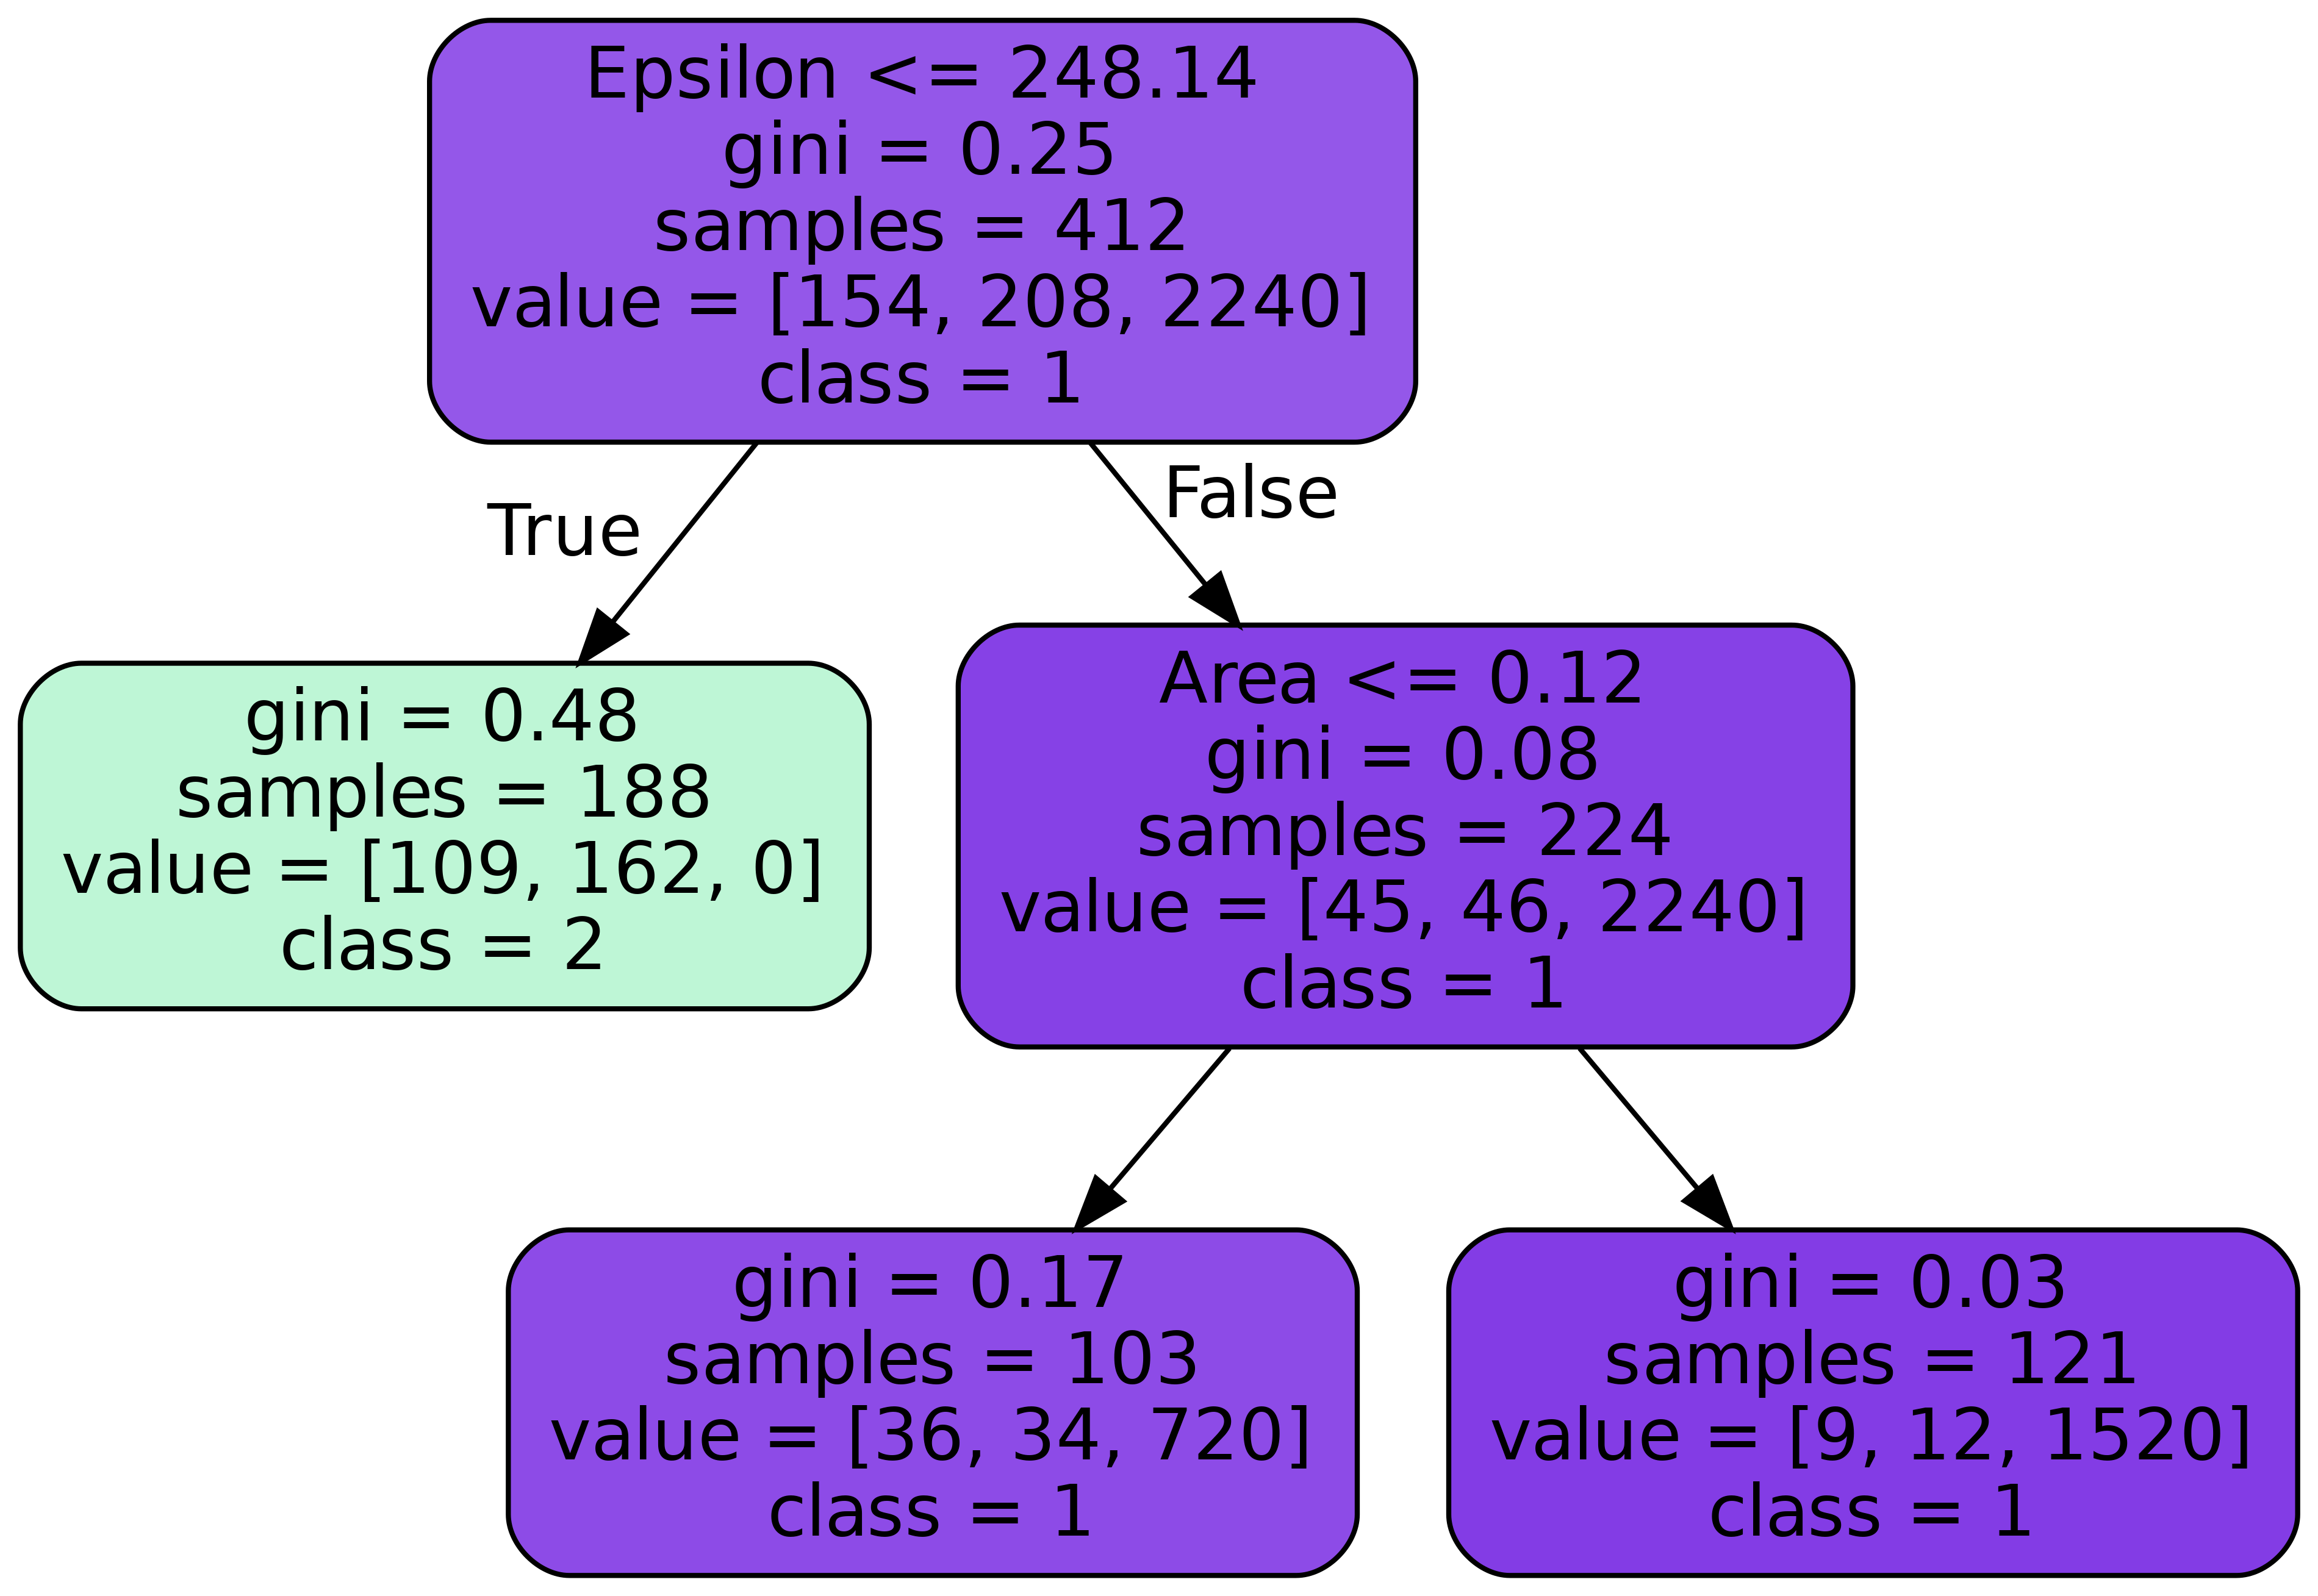 Epsilon <= 248.14
gini = 0.25
samples = 412
value = [154, 208, 2240]
class = 1
True
False
gini = 0.48
samples = 188
value = [109, 162, 0]
class = 2
Area <= 0.12
gini = 0.08
samples = 224
value = [45, 46, 2240]
class = 1
gini = 0.17
samples = 103
value = [36, 34, 720]
class = 1
gini = 0.03
samples = 121
value = [9, 12, 1520]
class = 1